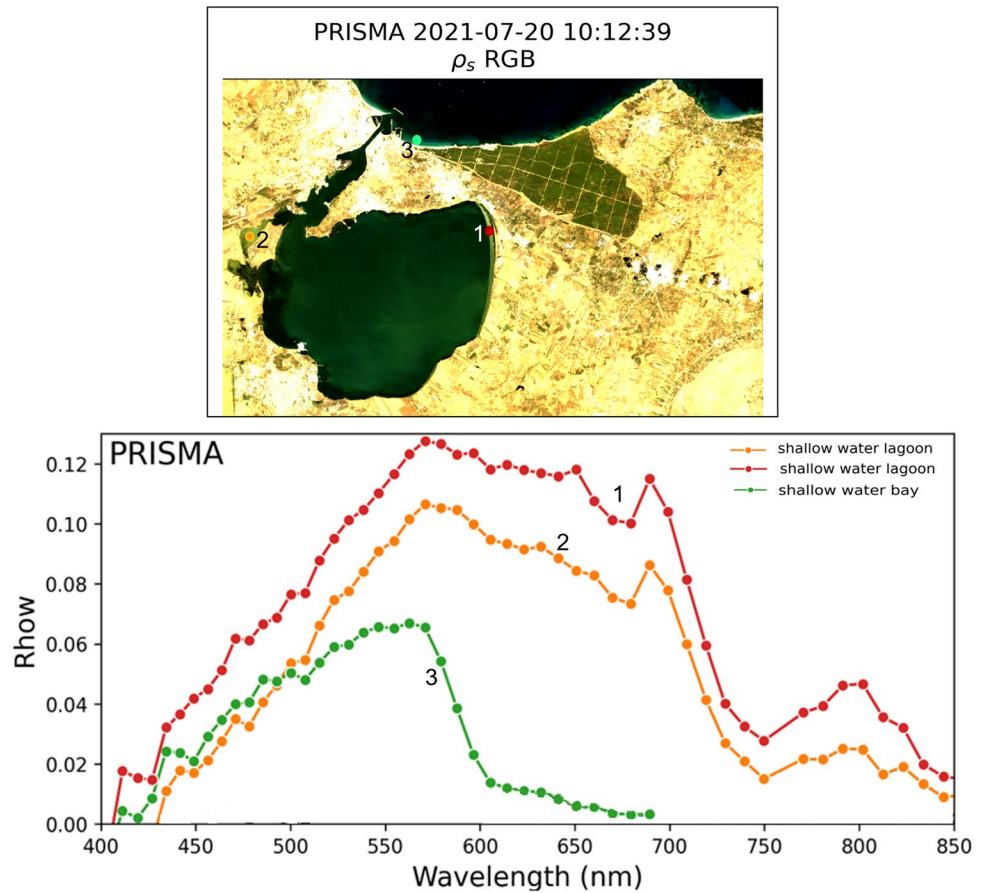 PRISMA 2021-07-20 10:12:39
ρs RGB
3
1
2
PRISMA
shallow water lagoon
shallow water lagoon
shallow water bay
1
2
3
0.12
0.10
0.08
0.06
0.04
0.02
0.00
Rhow
400 450 500 550 600 650 700 750 800 850
Wavelength (nm)